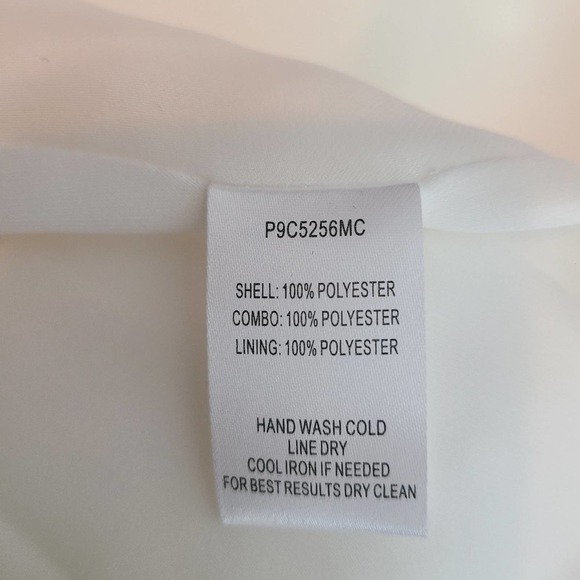 P9C5256MC
SHELL: 100% POLYESTER
COMBO: 100% POLYESTER
LINING: 100% POLYESTER
HAND WASH COLD
LINE DRY
COOL IRON IF NEEDED
FOR BEST RESULTS DRY CLEAN